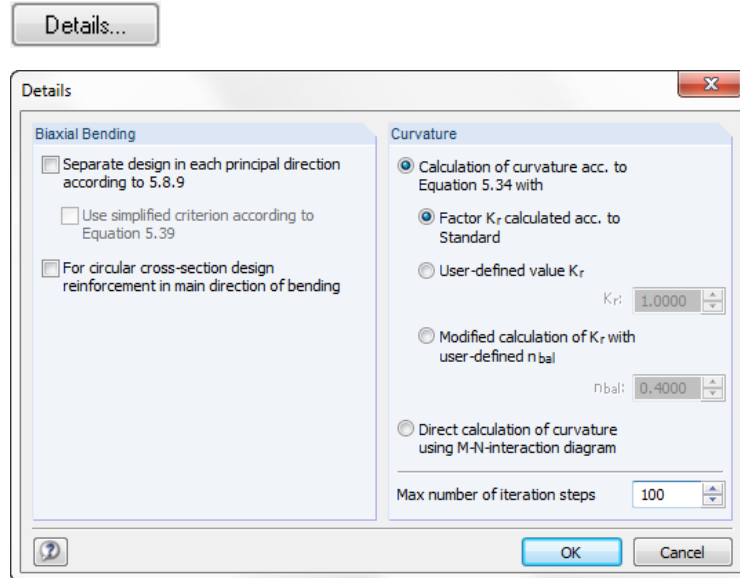 Details...
Details
Biaxial Bending
Separate design in each principal direction
according to 5.8.9
Use simplified criterion according to
Equation 5.39
For circular cross-section design
reinforcement in main direction of bending
Curvature
Calculation of curvature acc. to
Equation 5.34 with
Factor Kr calculated acc. to
Standard
User-defined value Kr
Kr: 1.0000
Modified calculation of Kr with
user-defined nbal
nbal: 0.4000
Direct calculation of curvature
using M-N-interaction diagram
Max number of iteration steps 100
OK
Cancel